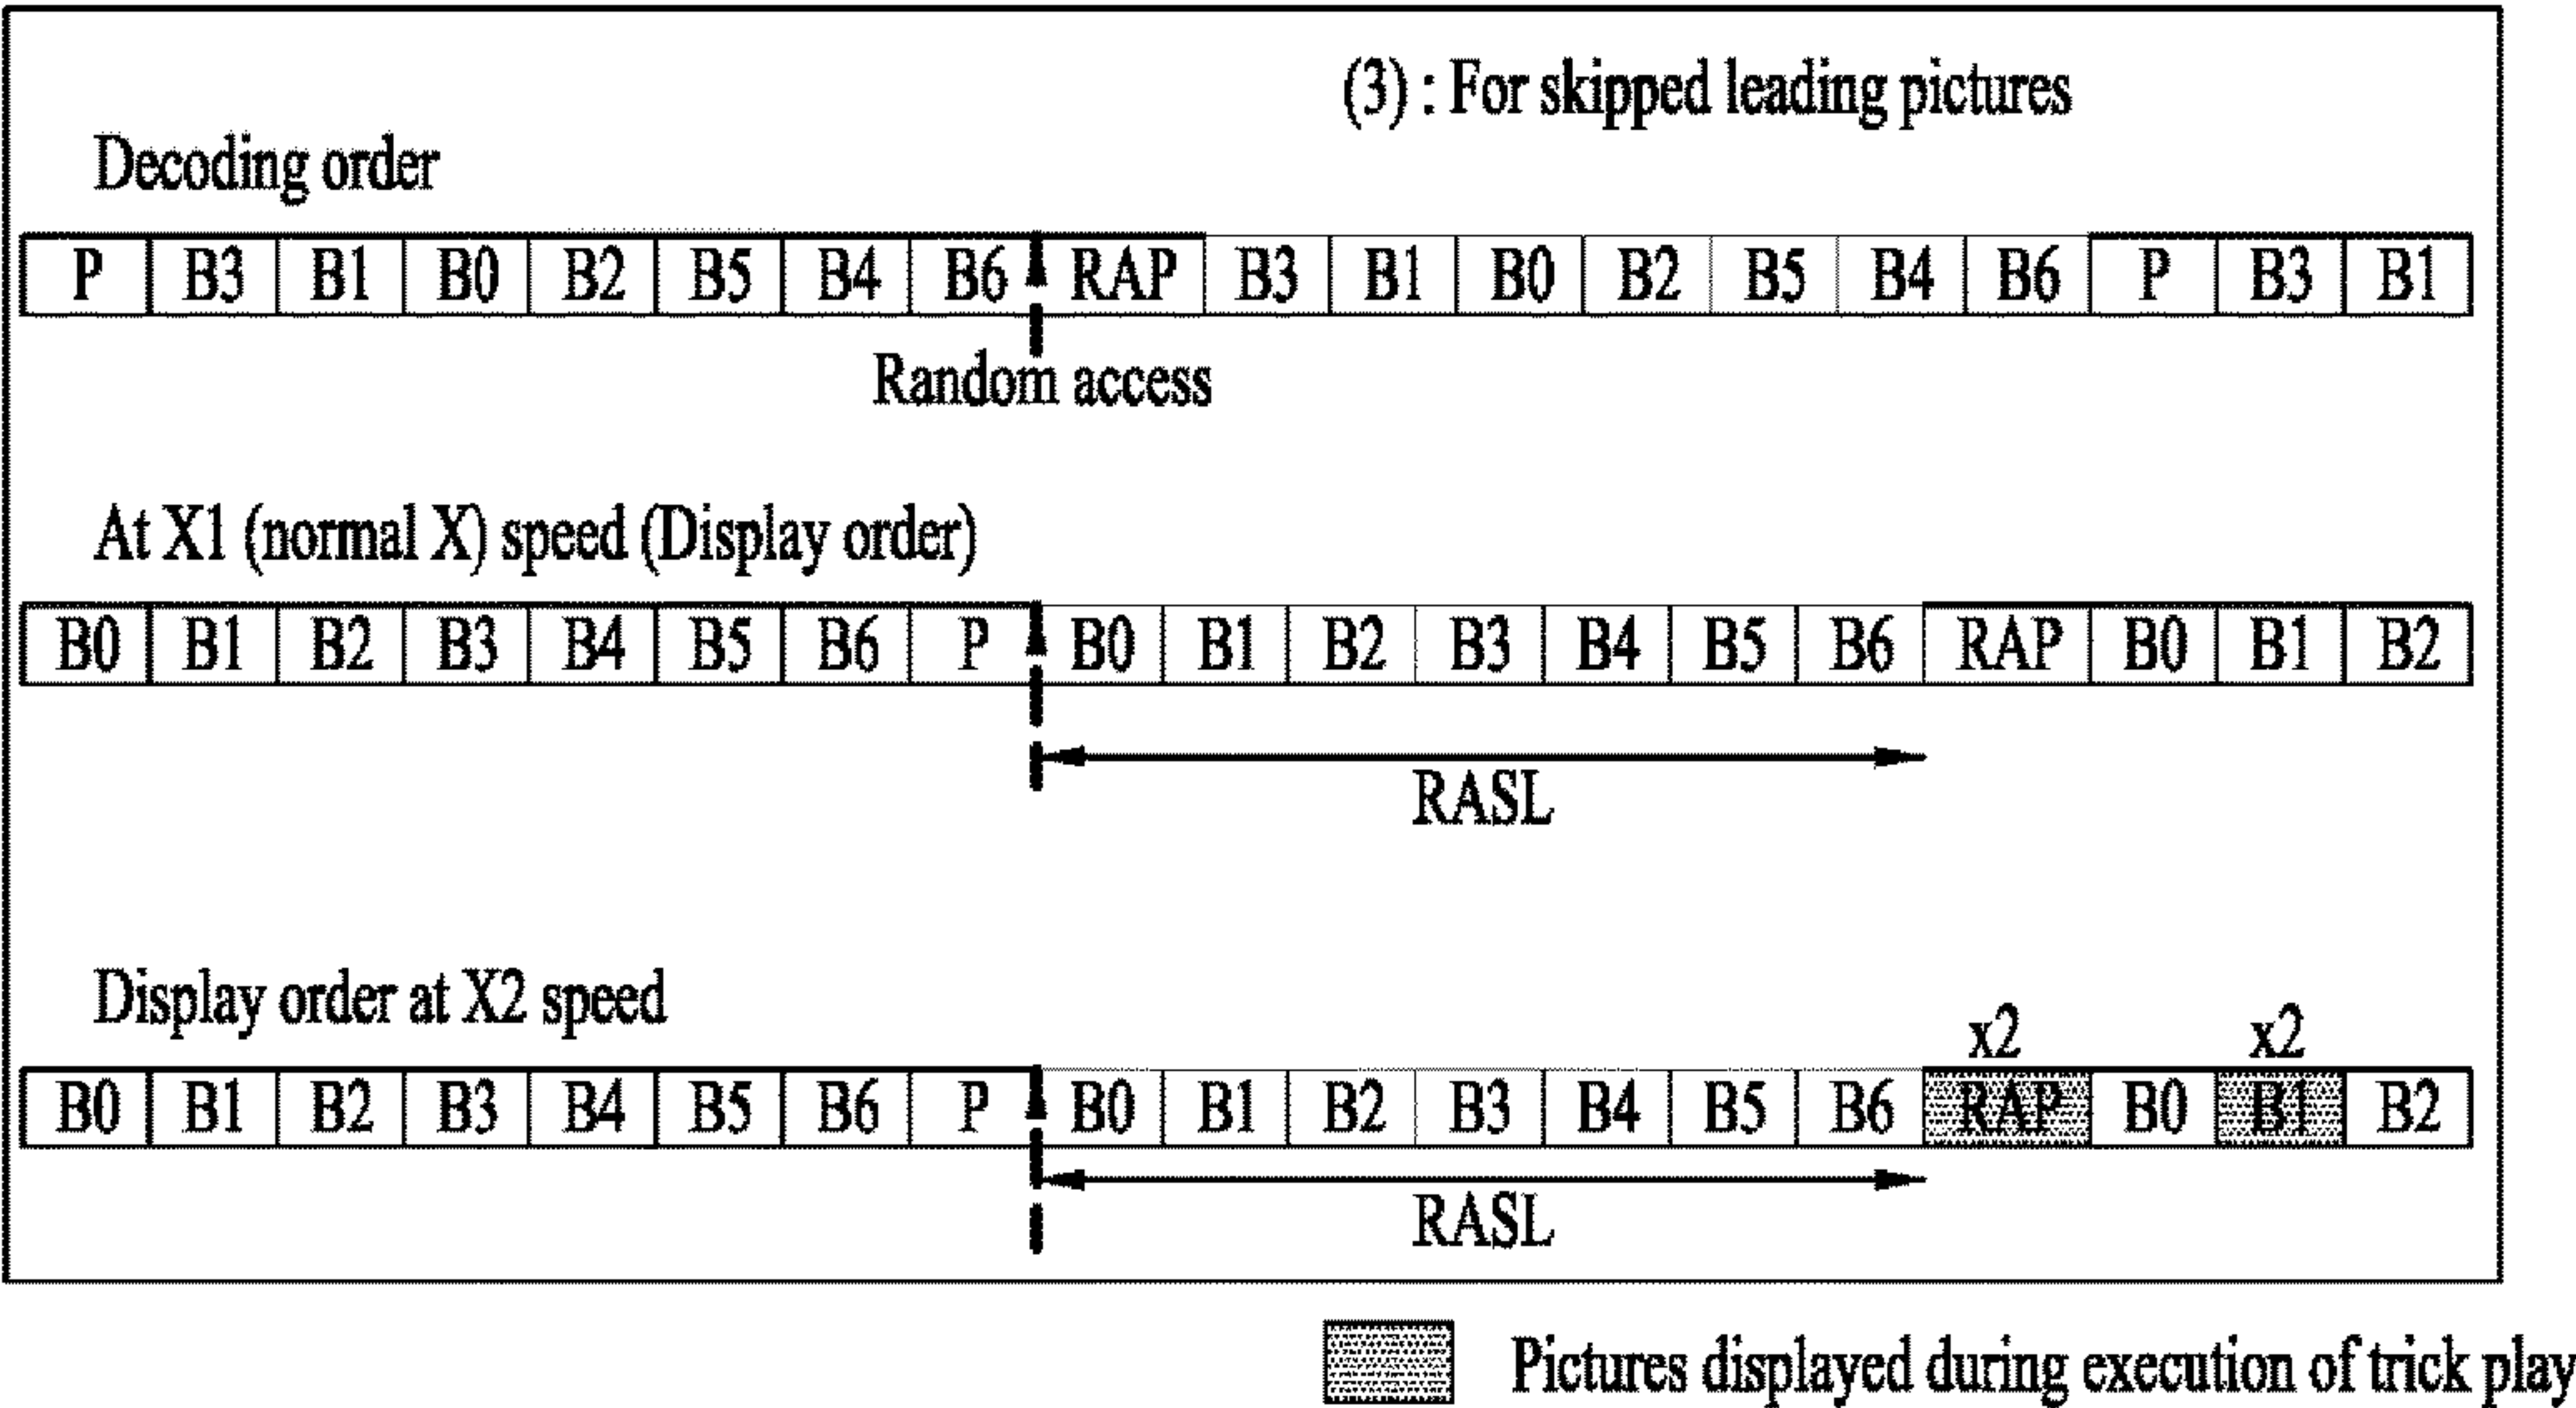 (3) : For skipped leading pictures
Decoding order
P B3 B1 B0 B2 B5 B4 B6 RAP B3 B1 B0 B2 B5 B4 B6 P B3 B1
Random access
At X1 (normal X) speed (Display order)
B0 B1 B2 B3 B4 B5 B6 P B0 B1 B2 B3 B4 B5 B6 RAP B0 B1 B2
RASL
Display order at X2 speed
x2 x2
B0 B1 B2 B3 B4 B5 B6 P B0 B1 B2 B3 B4 B5 B6 RAP B0 B1 B2
RASL
Pictures displayed during execution of trick play